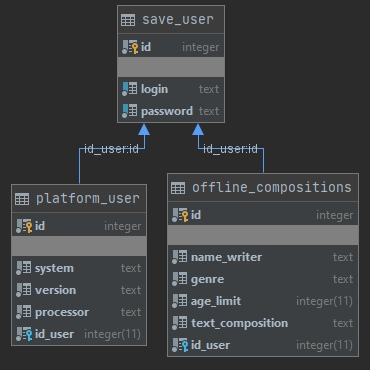 save_user
id integer
login text
password text
id_user:id id_user:id
platform_user
id integer
system text
version text
processor text
id_user integer(11)
offline_compositions
id integer
name_writer text
genre text
age_limit integer(11)
text_composition text
id_user integer(11)